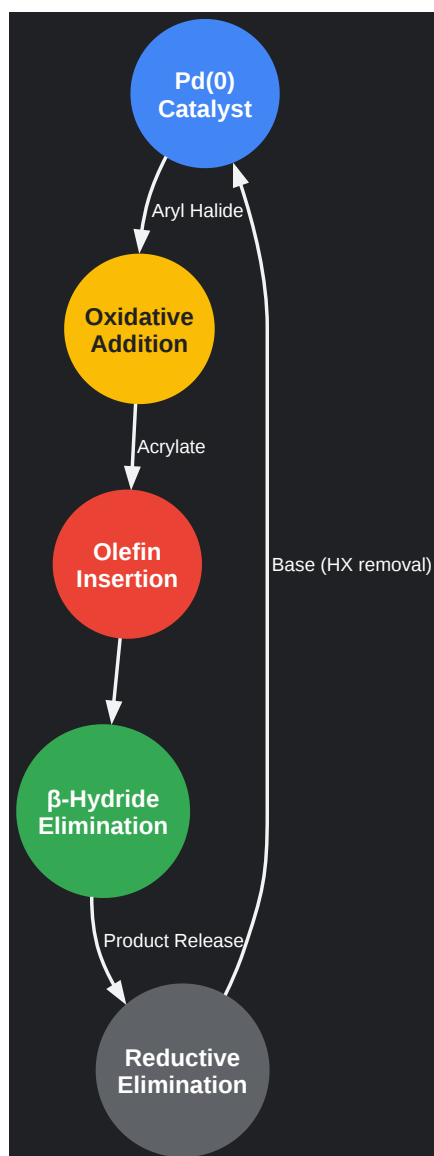 Pd(0)
Catalyst
Aryl Halide
Oxidative
Addition
Acrylate
Olefin
Insertion
Base (HX removal)
β-Hydride
Elimination
Product Release
Reductive
Elimination